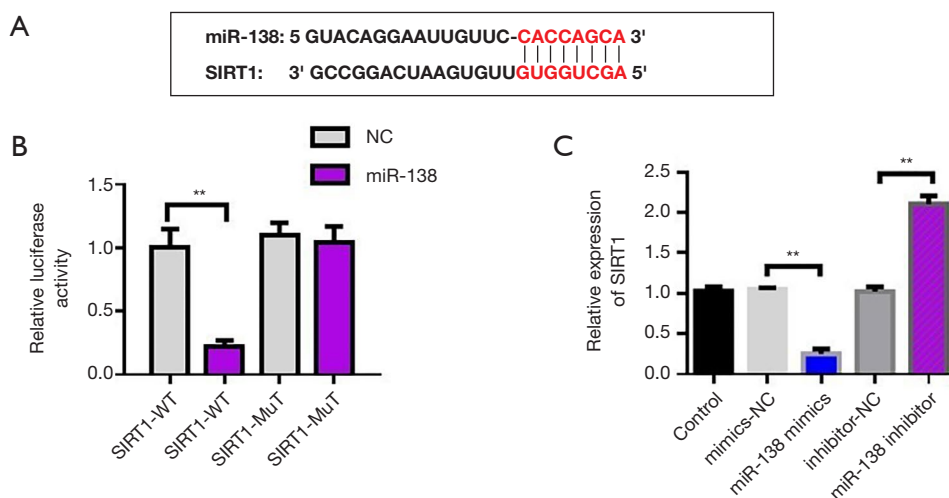 A
miR-138: 5 GUACAGGAAUUGUUC-CACCAGCA 3'
SIRT1: 3' GCCGGACUAAGUGUUGUGGUCGA 5'
B
NC
miR-138
Relative luciferase
activity
1.5
1.0
0.5
0.0
**
SIRT1-WT
SIRT1-WT
SIRT1-MuT
SIRT1-MuT
C
Relative expression
of SIRT1
2.5
2.0
1.5
1.0
0.5
0.0
**
**
Control
mimics-NC
miR-138 mimics
inhibitor-NC
miR-138 inhibitor